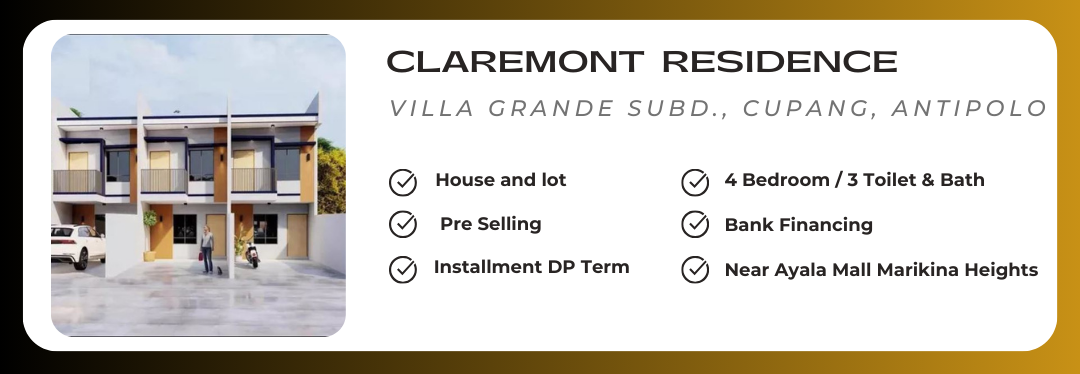 CLAREMONT RESIDENCE
VILLA GRANDE SUBD., CUPANG, ANTIPOLO
House and lot
Pre Selling
Installment DP Term
4 Bedroom / 3 Toilet & Bath
Bank Financing
Near Ayala Mall Marikina Heights